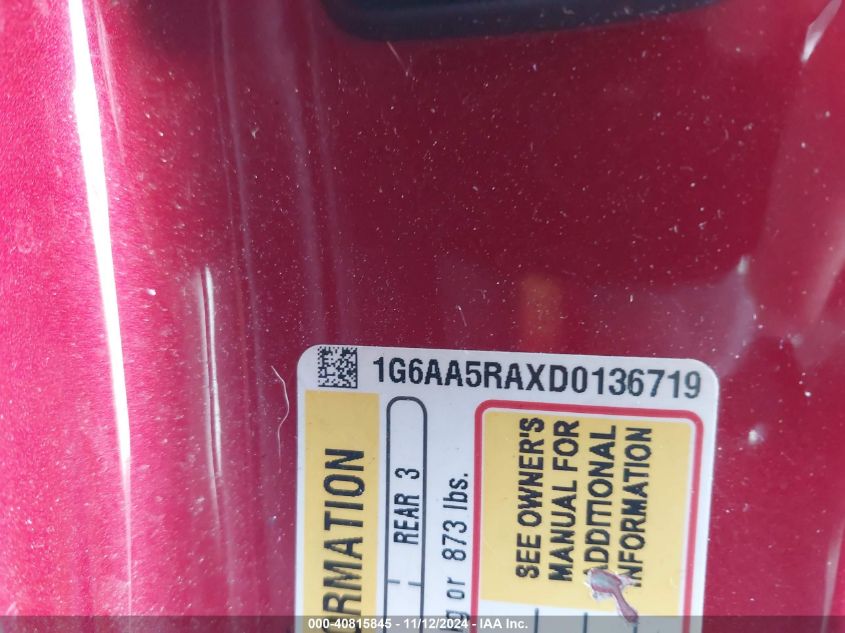 1G6AA5RAXD0136719
SEE OWNER'S
MANUAL FOR
ADDITIONAL
INFORMATION
873 lbs.
or
REAR 3
000-40815845 - 11/12/2024 - IAA Inc.